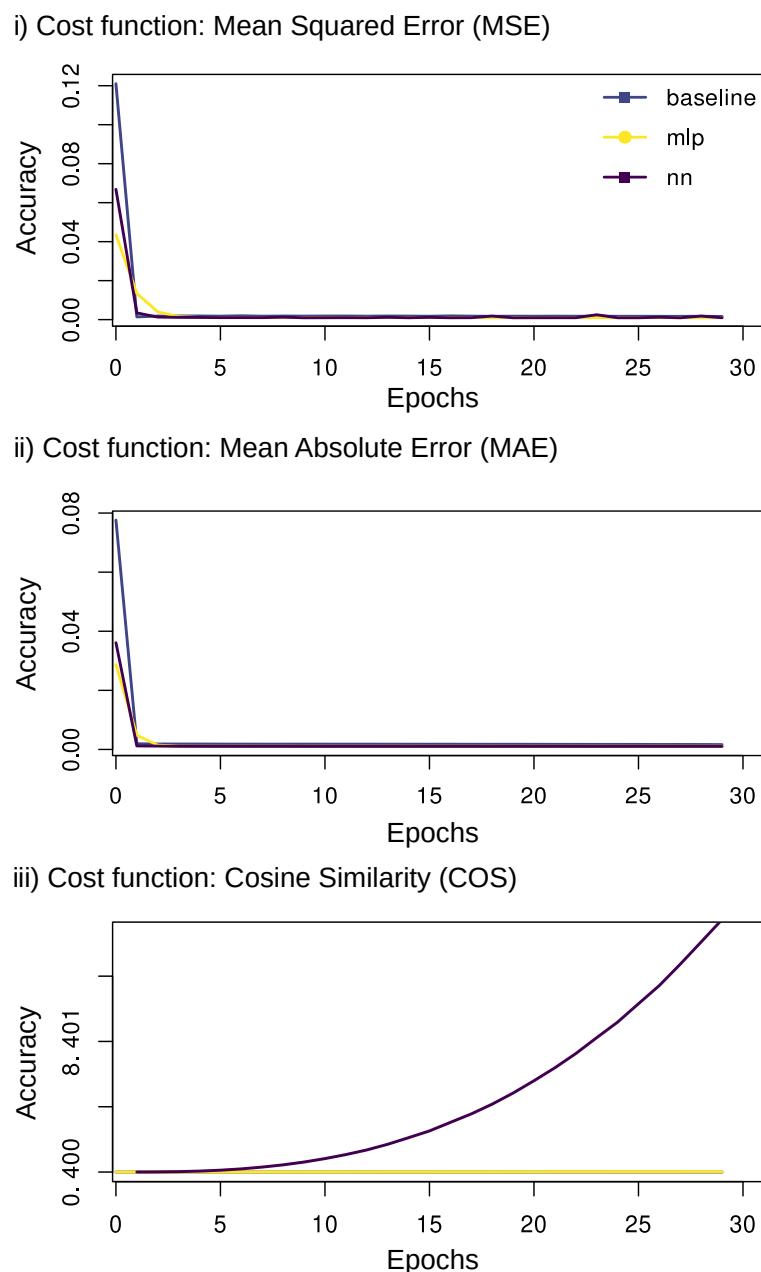 i) Cost function: Mean Squared Error (MSE)
0.12
0.08
0.04
0.00
Accuracy
baseline
mlp
nn
0 5 10 15 20 25 30
Epochs
ii) Cost function: Mean Absolute Error (MAE)
0.08
0.04
0.00
Accuracy
0 5 10 15 20 25 30
Epochs
iii) Cost function: Cosine Similarity (COS)
8.401
0.400
Accuracy
0 5 10 15 20 25 30
Epochs